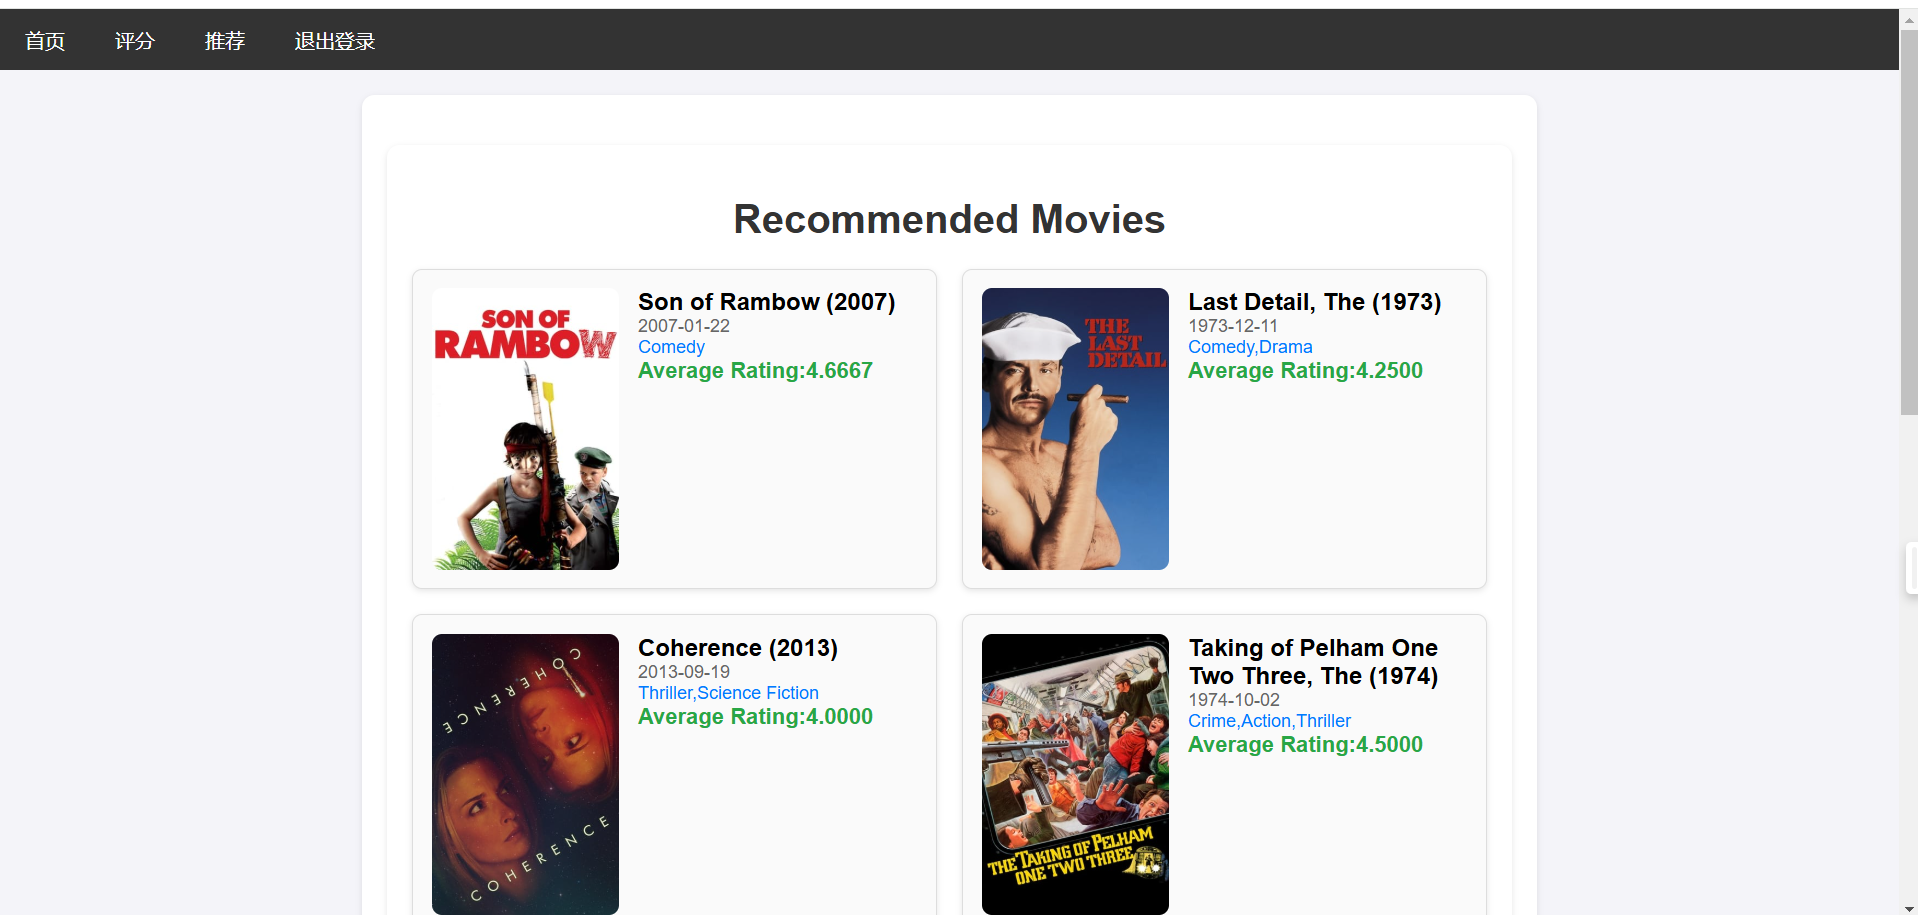 首页 评分 推荐 退出登录
Recommended Movies
SON OF
RAMBOW
Son of Rambow (2007)
2007-01-22
Comedy
Average Rating:4.6667
THE
LAST
DETAIL
Last Detail, The (1973)
1973-12-11
Comedy,Drama
Average Rating:4.2500
COHERENCE
COHERENCE
Coherence (2013)
2013-09-19
Thriller,Science Fiction
Average Rating:4.0000
THE TAKING OF PELHAM
ONE TWO THREE
Taking of Pelham One
Two Three, The (1974)
1974-10-02
Crime,Action,Thriller
Average Rating:4.5000